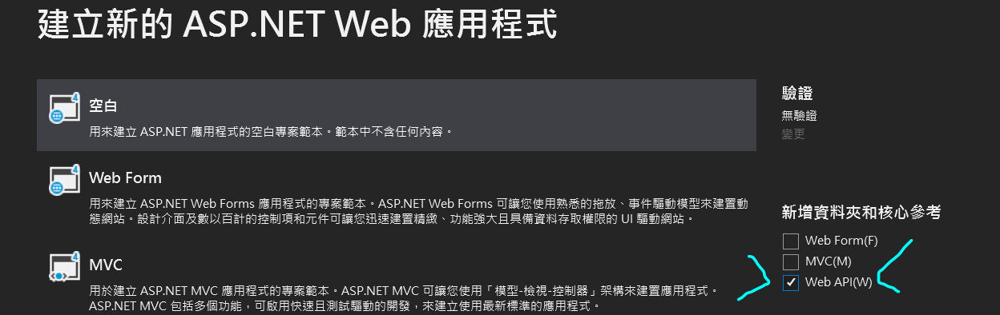 建立新的 ASP.NET Web 應用程式
4
空白
用來建立 ASP.NET 應用程式的空白專案範本。範本中不含任何內容。
4
Web Form
用來建立 ASP.NET Web Forms 應用程式的專案範本。ASP.NET Web Forms 可讓您使用熟悉的拖放、事件驅動模型來建置動
態網站。設計介面及數以百計的控制項和元件可讓您迅速建置精緻、功能強大且具備資料存取權限的 UI 驅動網站。
4
MVC
用於建立 ASP.NET MVC 應用程式的專案範本。ASP.NET MVC 可讓您使用「模型-檢視-控制器」架構來建置應用程式。
ASP.NET MVC 包括多個功能，可啟用快速且測試驅動的開發，來建立使用最新標準的應用程式。
驗證
無驗證
變更
新增資料夾和核心參考
Web Form(F)
MVC(M)
Web API(W)